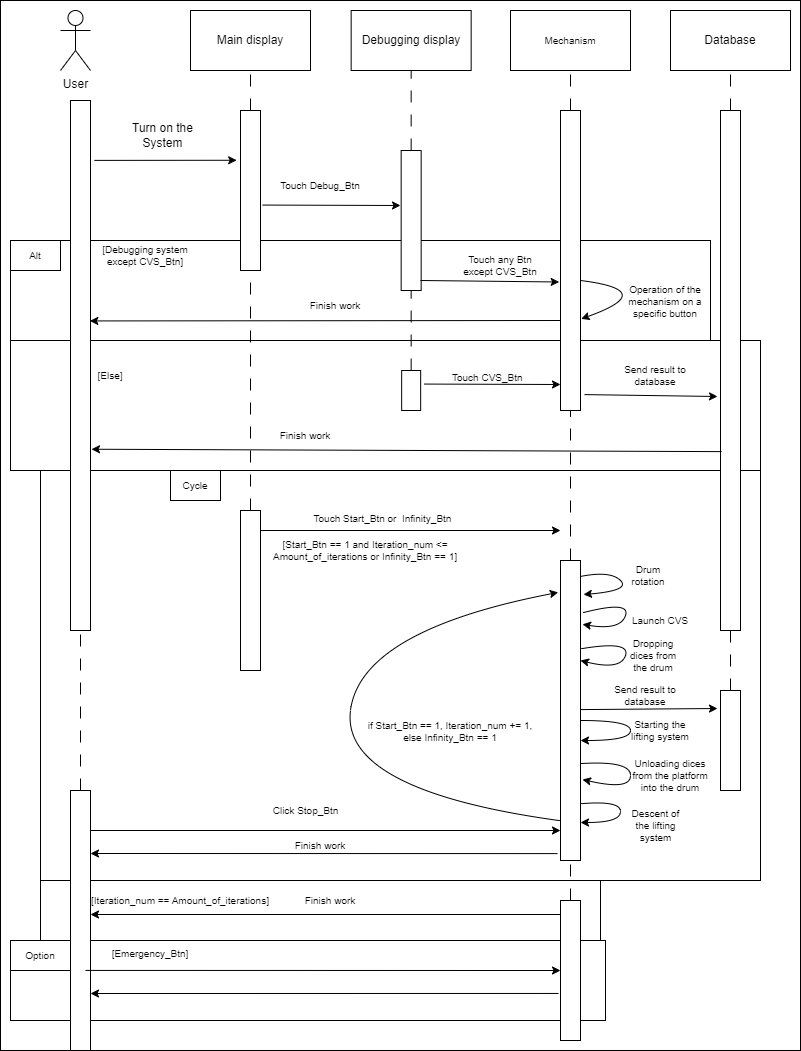 User
Main display
Debugging display
Mechanism
Database
Turn on the
System
Touch Debug_Btn
Alt
[Debugging system
except CVS_Btn]
Touch any Btn
except CVS_Btn
Operation of the
mechanism on a
specific button
Finish work
[Else]
Touch CVS_Btn
Send result to
database
Finish work
Cycle
Touch Start_Btn or Infinity_Btn
[Start_Btn == 1 and Iteration_num <=
Amount_of_iterations or Infinity_Btn == 1]
Drum
rotation
Launch CVS
Dropping
dices from
the drum
Send result to
database
if Start_Btn == 1, Iteration_num += 1,
else Infinity_Btn == 1
Starting the
lifting system
Unloading dices
from the platform
into the drum
Click Stop_Btn
Descent of
the lifting
system
Finish work
[Iteration_num == Amount_of_iterations]
Finish work
Option
[Emergency_Btn]